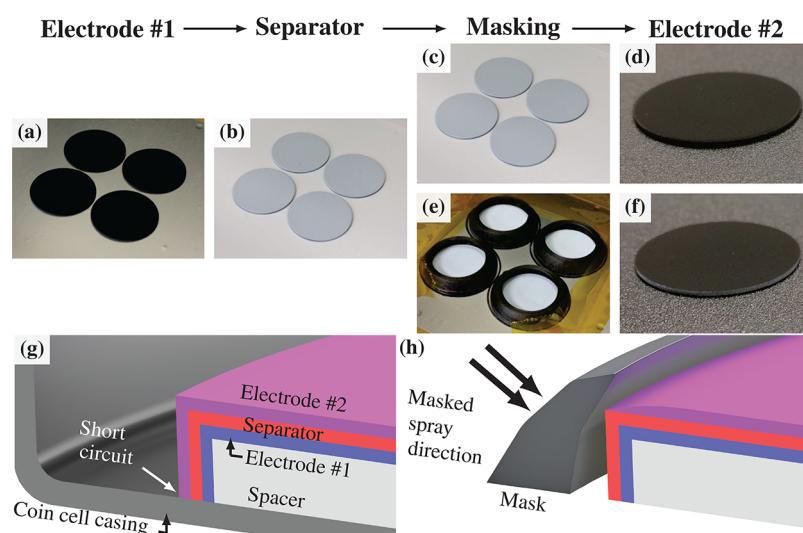 Electrode #1 Separator Masking Electrode #2
(c) (d)
(a) (b)
(e) (f)
(g) (h)
Electrode #2
Separator
Electrode #1
Spacer
Short
circuit
Coin cell casing
Masked
spray
direction
Mask